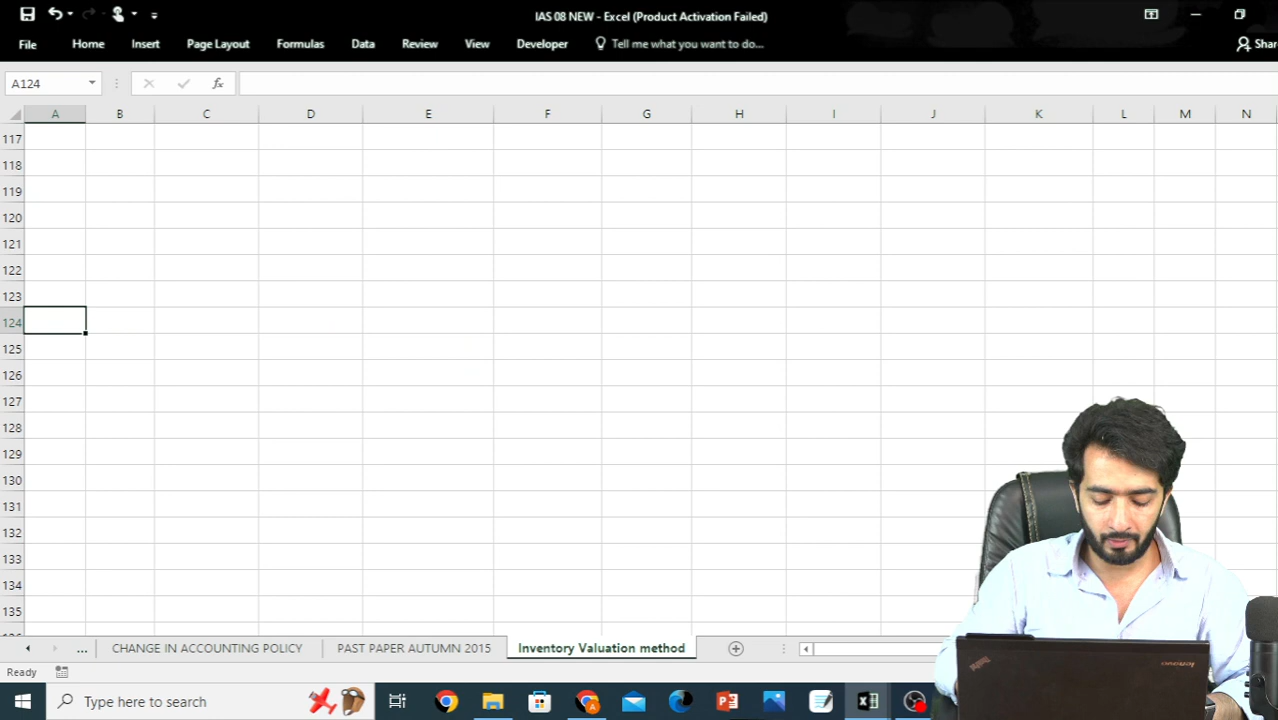 IAS 08 NEW - Excel (Product Activation Failed)
File Home Insert Page Layout Formulas Data Review View Developer Tell me what you want to do... Shar
A124 fx
A B C D E F G H I J K L M N
117
118
119
120
121
122
123
124
125
126
127
128
129
130
131
132
133
134
135
... CHANGE IN ACCOUNTING POLICY PAST PAPER AUTUMN 2015 Inventory Valuation method
Ready
Type here to search